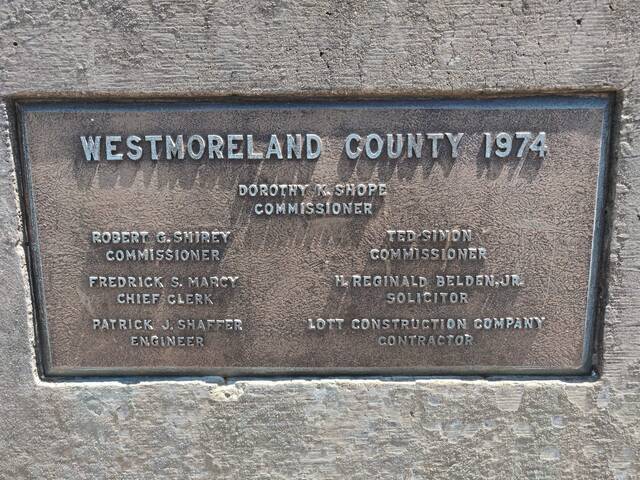 WESTMORELAND COUNTY 1974
DOROTHY K. SHOPE
COMMISSIONER
ROBERT G. SHIREY
COMMISSIONER
TED SIMON
COMMISSIONER
FREDRICK S. MARCY
CHIEF CLERK
H. REGINALD BELDEN, JR.
SOLICITOR
PATRICK J. SHAFFER
ENGINEER
LOTT CONSTRUCTION COMPANY
CONTRACTOR